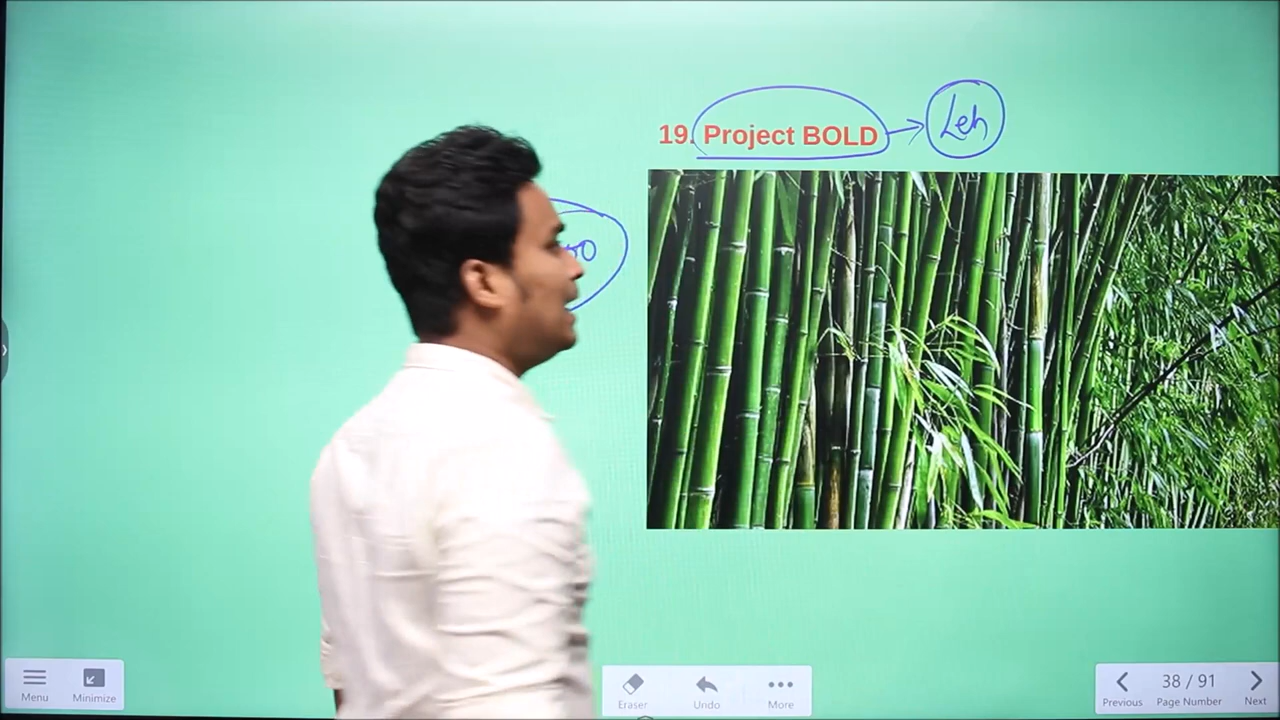 19. Project BOLD → Leh
Menu
Minimize
Eraser
Undo
More
Previous
38 / 91
Page Number
Next